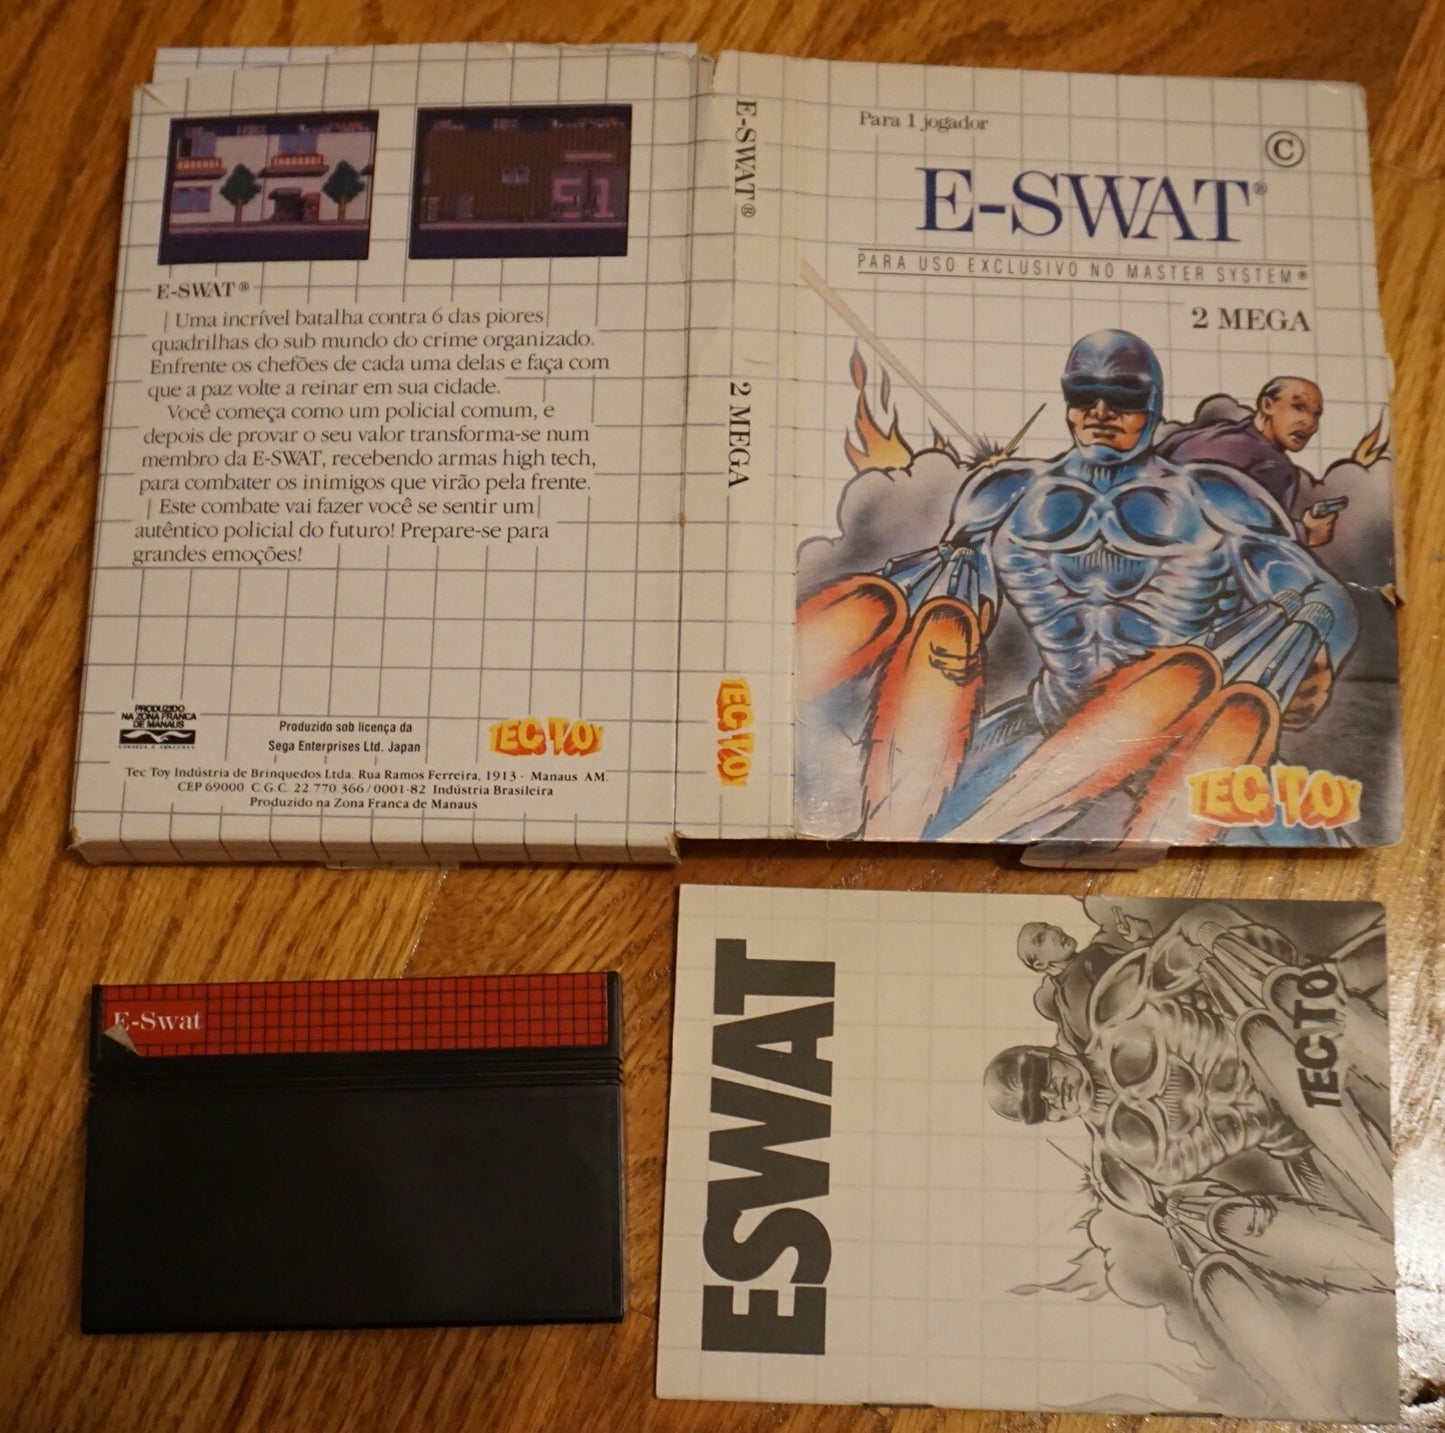 E-SWAT®
Uma incrível batalha contra 6 das piores
quadrilhas do sub mundo do crime organizado.
Enfrente os chefões de cada uma delas e faça com
que a paz volte a reinar em sua cidade.
Você começa como um policial comum, e
depois de provar o seu valor transforma-se num
membro da E-SWAT, recebendo armas high tech,
para combater os inimigos que virão pela frente.
Este combate vai fazer você se sentir um
autêntico policial do futuro! Prepare-se para
grandes emoções!
51
PRODUZIDO
NA ZONA FRANCA
DE MANAUS
CONHEÇA O AMAZONAS
Produzido sob licença da
Sega Enterprises Ltd. Japan
TEC TOY
Tec Toy Indústria de Brinquedos Ltda. Rua Ramos Ferreira, 1913 - Manaus AM.
CEP 69000 C.G.C. 22 770 366/0001-82 Indústria Brasileira
Produzido na Zona Franca de Manaus
E-SWAT®
2 MEGA
TEC TOY
Para 1 jogador
©
E-SWAT®
PARA USO EXCLUSIVO NO MASTER SYSTEM®
2 MEGA
TEC TOY
E-Swat
ESWAT
TEC TOY